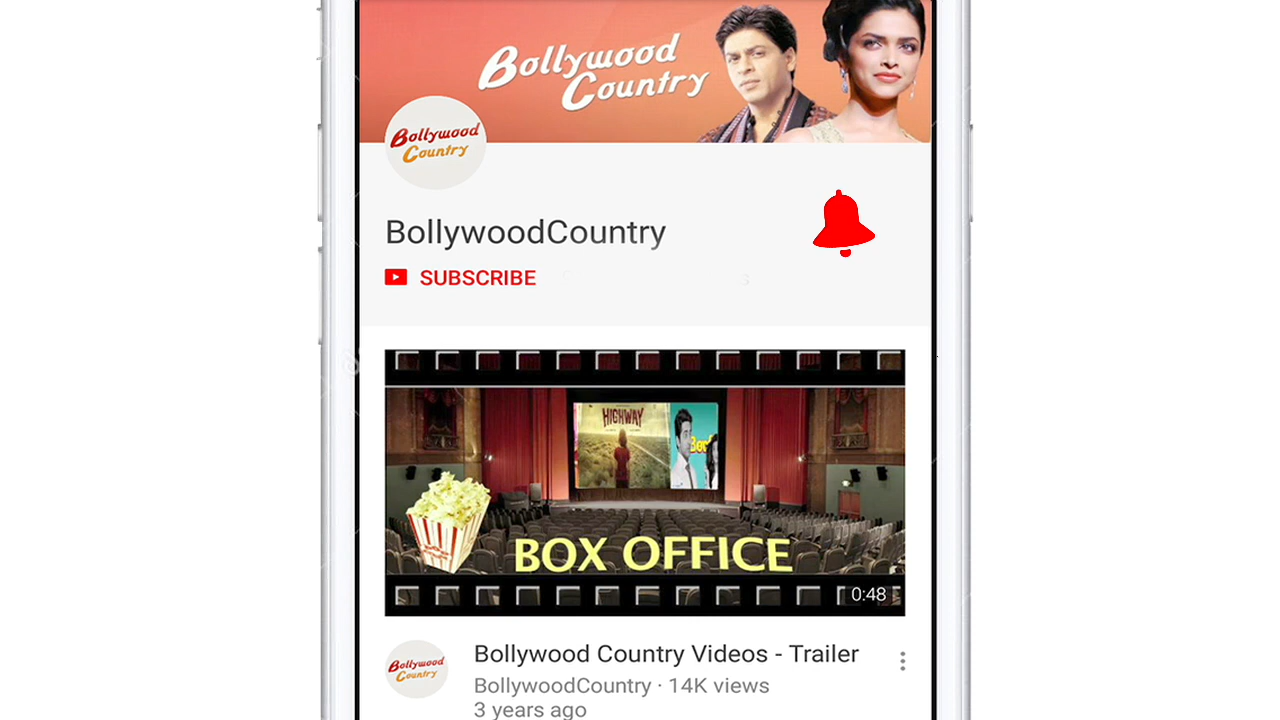 Bollywood
Country
Bollywood
Country
BollywoodCountry
SUBSCRIBE
HIGHWAY
BOX OFFICE
0:48
Bollywood
Country
Bollywood Country Videos - Trailer
BollywoodCountry · 14K views
3 years ago